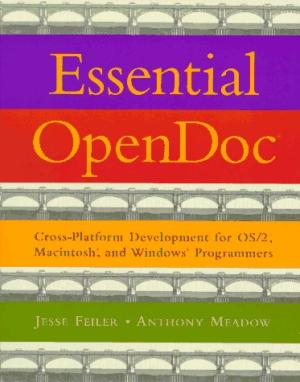 Essential
OpenDoc®
Cross-Platform Development for OS/2,
Macintosh®, and Windows® Programmers
JESSE FEILER • ANTHONY MEADOW